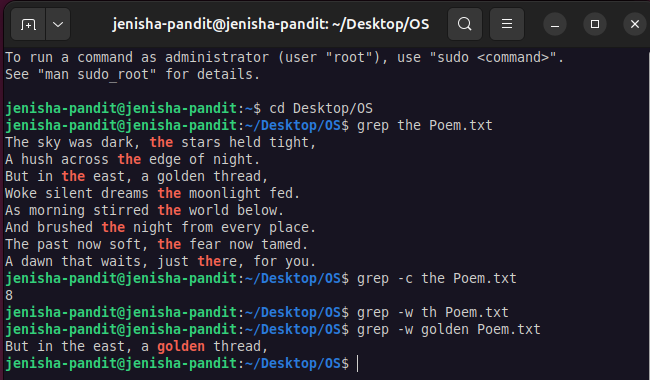 jenisha-pandit@jenisha-pandit: ~/Desktop/OS
To run a command as administrator (user "root"), use "sudo <command>".
See "man sudo_root" for details.
jenisha-pandit@jenisha-pandit:~$ cd Desktop/OS
jenisha-pandit@jenisha-pandit:~/Desktop/OS$ grep the Poem.txt
The sky was dark, the stars held tight,
A hush across the edge of night.
But in the east, a golden thread,
Woke silent dreams the moonlight fed.
As morning stirred the world below.
And brushed the night from every place.
The past now soft, the fear now tamed.
A dawn that waits, just there, for you.
jenisha-pandit@jenisha-pandit:~/Desktop/OS$ grep -c the Poem.txt
8
jenisha-pandit@jenisha-pandit:~/Desktop/OS$ grep -w th Poem.txt
jenisha-pandit@jenisha-pandit:~/Desktop/OS$ grep -w golden Poem.txt
But in the east, a golden thread,
jenisha-pandit@jenisha-pandit:~/Desktop/OS$